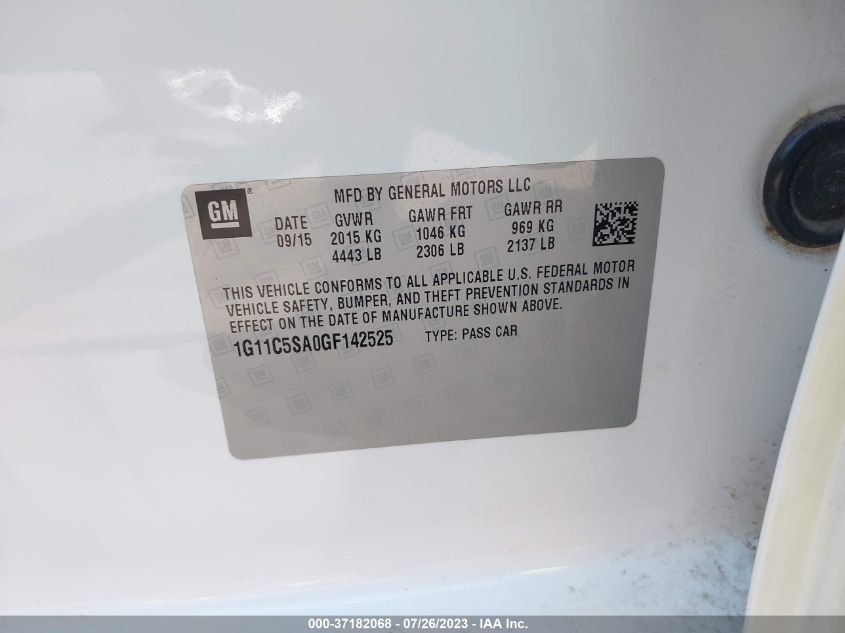 GM ®
MFD BY GENERAL MOTORS LLC
DATE GVWR GAWR FRT GAWR RR
09/15 2015 KG 1046 KG 969 KG
4443 LB 2306 LB 2137 LB
THIS VEHICLE CONFORMS TO ALL APPLICABLE U.S. FEDERAL MOTOR
VEHICLE SAFETY, BUMPER, AND THEFT PREVENTION STANDARDS IN
EFFECT ON THE DATE OF MANUFACTURE SHOWN ABOVE.
1G11C5SA0GF142525 TYPE: PASS CAR
000-37182068 - 07/26/2023 - IAA Inc.